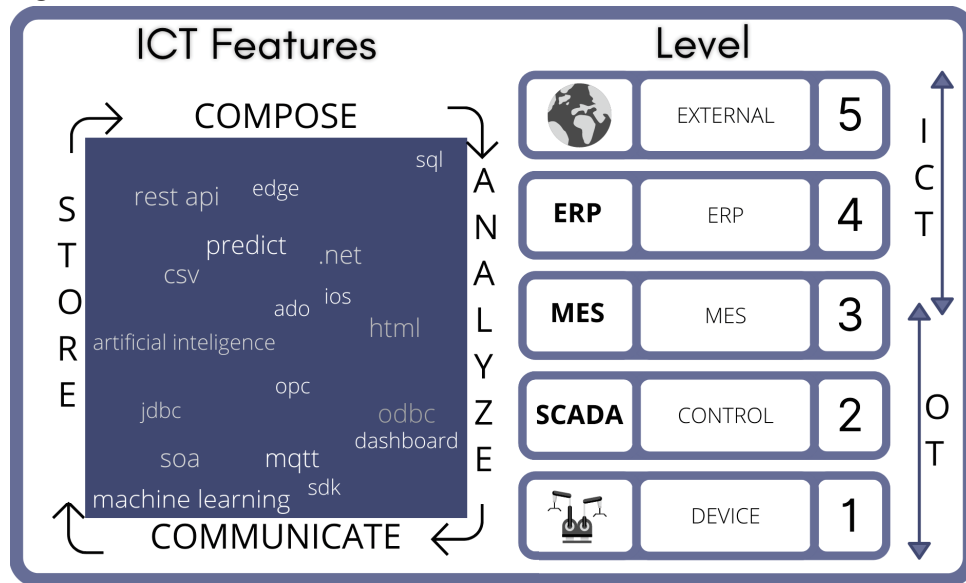 ICT Features
Level
COMPOSE
STORE
ANALYZE
COMMUNICATE
sql
rest api
edge
predict
.net
csv
ios
ado
html
artificial inteligence
opc
jdbc
odbc
dashboard
soa
mqtt
sdk
machine learning
EXTERNAL 5
ERP ERP 4
MES MES 3
SCADA CONTROL 2
DEVICE 1
ICT
OT